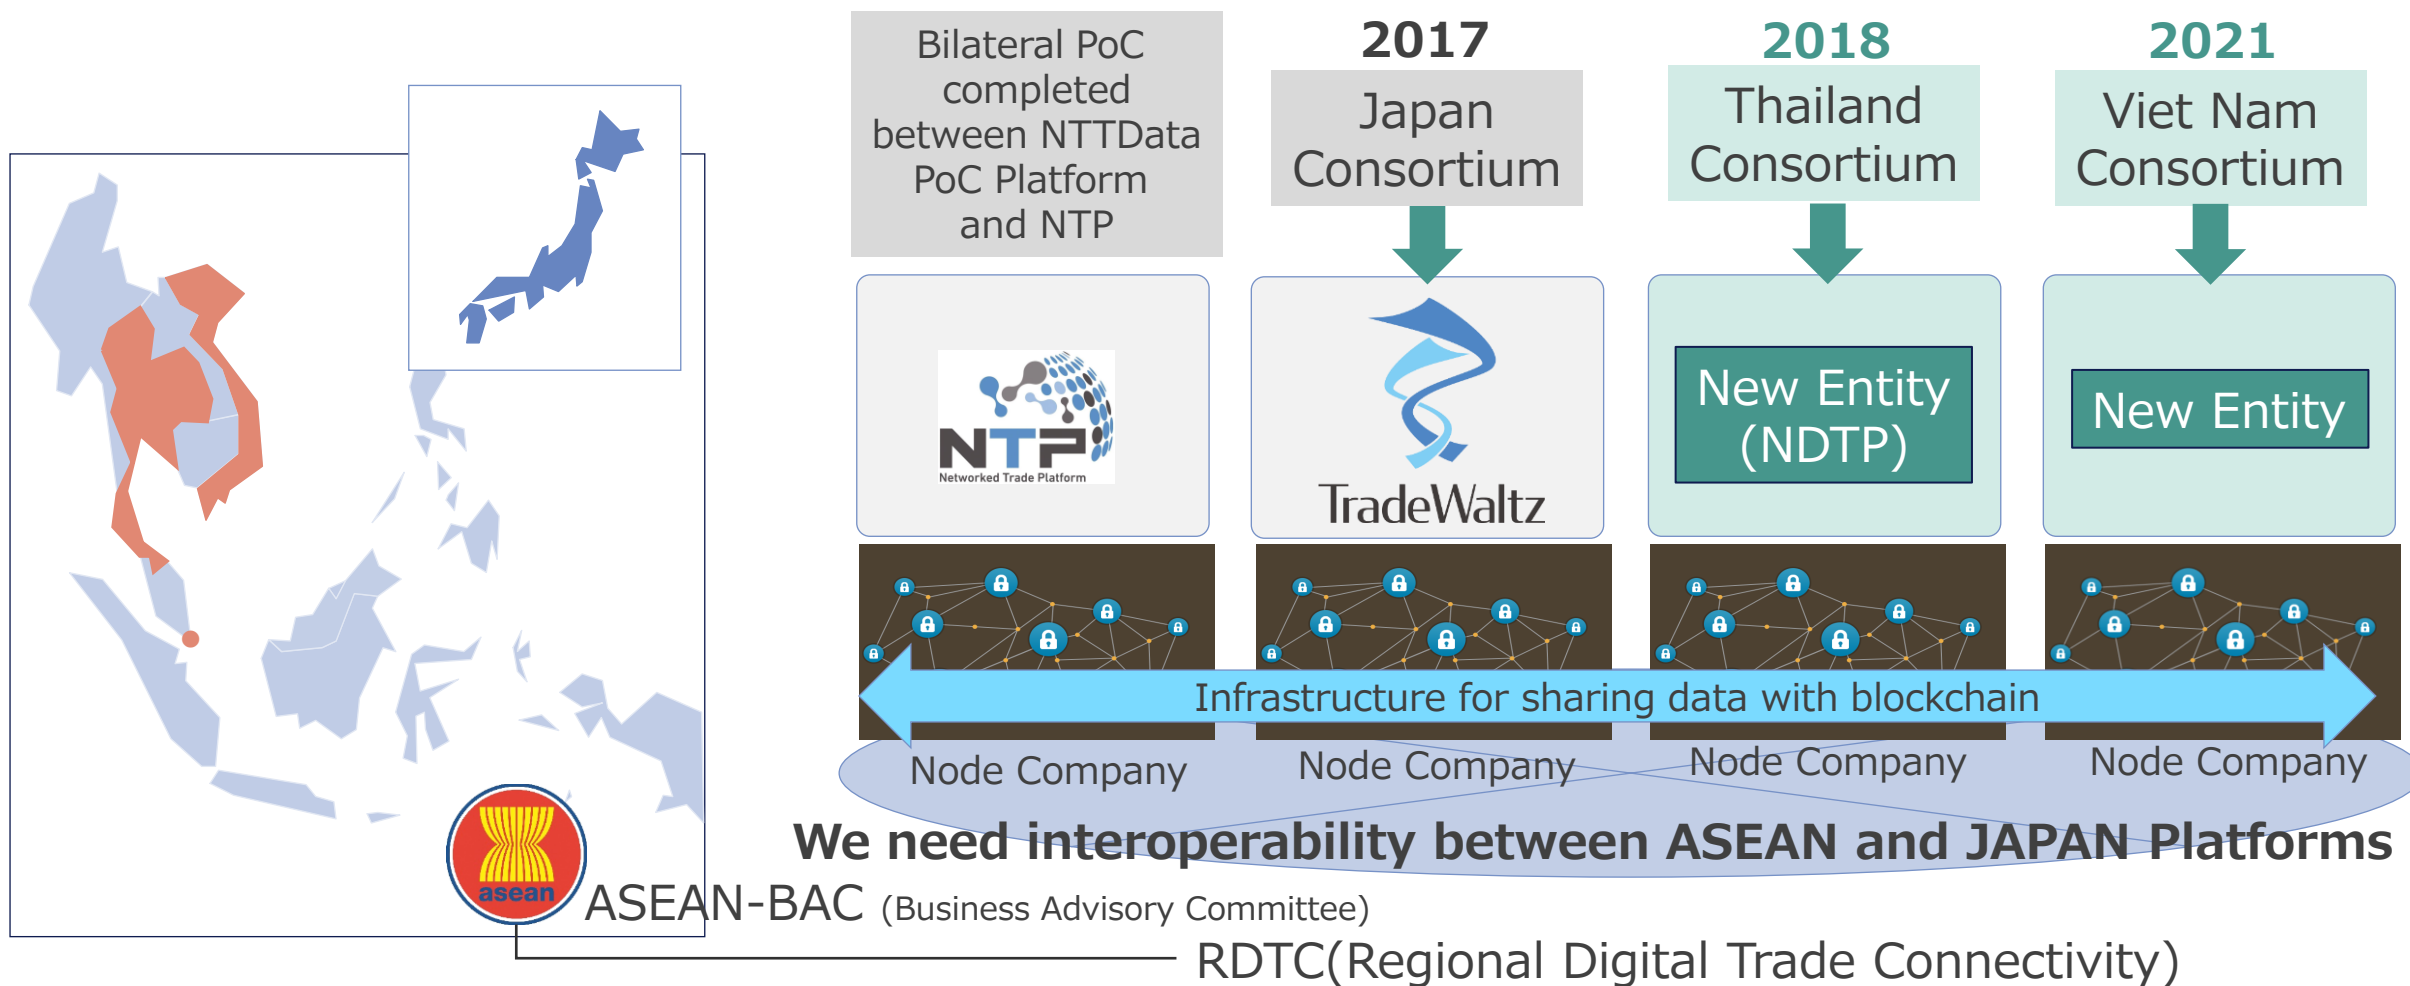 Bilateral PoC
completed
between NTTData
PoC Platform
and NTP
2017
Japan
Consortium
2018
Thailand
Consortium
2021
Viet Nam
Consortium
NTP
Networked Trade Platform
TradeWaltz
New Entity
(NDTP)
New Entity
Infrastructure for sharing data with blockchain
Node Company
Node Company
Node Company
Node Company
We need interoperability between ASEAN and JAPAN Platforms
asean
ASEAN-BAC (Business Advisory Committee)
RDTC(Regional Digital Trade Connectivity)